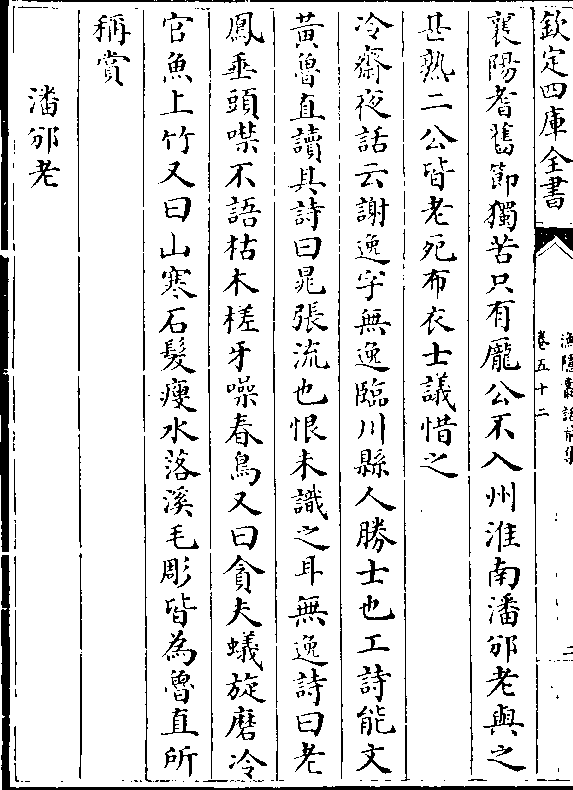 欽定四庫全書
漁隱叢話前集
卷五十二
二
襄陽耆舊節獨苦只有龐公不入州淮南潘邠老與之
甚熟二公皆老死布衣士議惜之
冷齋夜話云謝逸字無逸臨川縣人勝士也工詩能文
黃魯直讀其詩曰晁張流也恨未識之耳無逸詩曰老
鳳垂頭噤不語枯木槎牙噪春鳥又曰貪夫蟻旋磨冷
官魚上竹又曰山寒石髮瘦水落溪毛彫皆為魯直所
稱賞
潘邠老